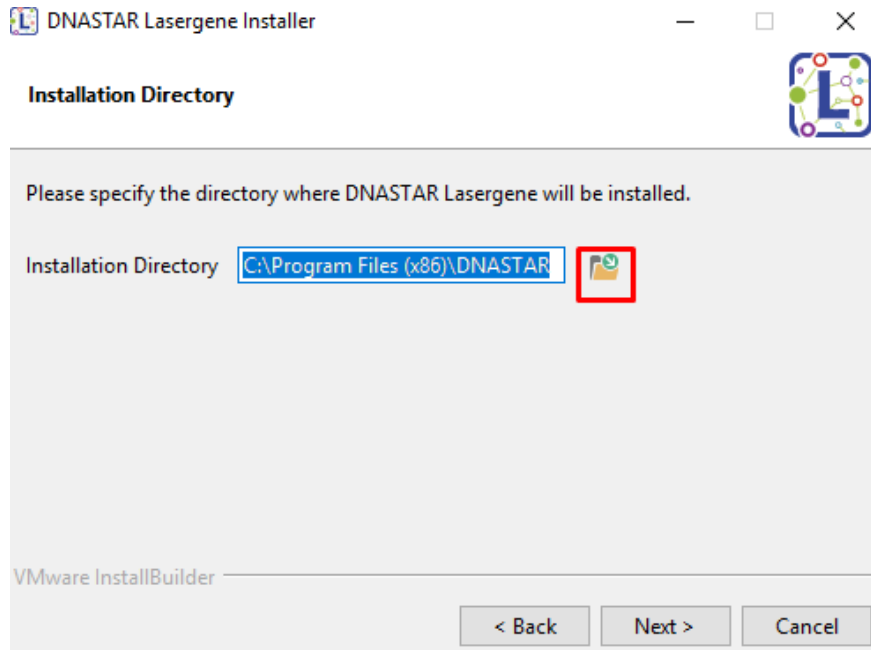 DNASTAR Lasergene Installer
Installation Directory
Please specify the directory where DNASTAR Lasergene will be installed.
Installation Directory C:\Program Files (x86)\DNASTAR
VMware InstallBuilder
< Back Next > Cancel